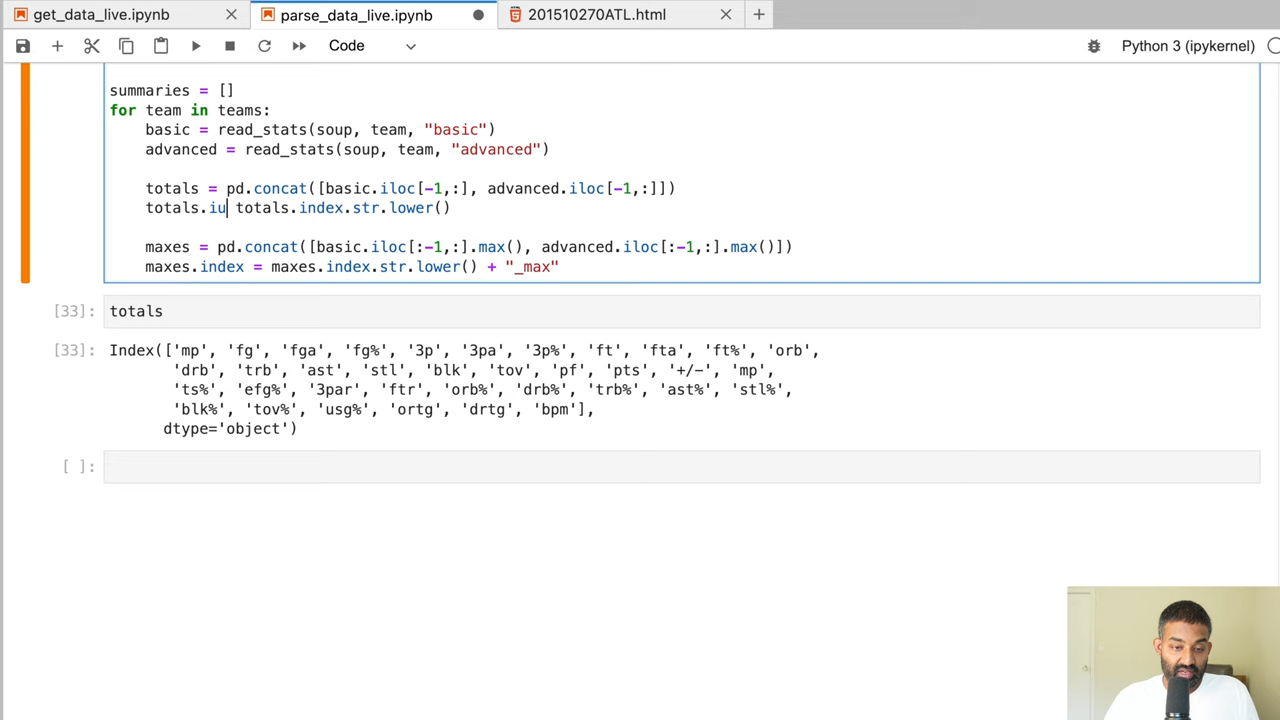 get_data_live.ipynb
parse_data_live.ipynb
201510270ATL.html
Code
Python 3 (ipykernel)
summaries = []
for team in teams:
basic = read_stats(soup, team, "basic")
advanced = read_stats(soup, team, "advanced")
totals = pd.concat([basic.iloc[-1,:], advanced.iloc[-1,:]])
totals.iu totals.index.str.lower()
maxes = pd.concat([basic.iloc[:-1,:].max(), advanced.iloc[:-1,:].max()])
maxes.index = maxes.index.str.lower() + "_max"
[33]: totals
[33]: Index(['mp', 'fg', 'fga', 'fg%', '3p', '3pa', '3p%', 'ft', 'fta', 'ft%', 'orb',
'drb', 'trb', 'ast', 'stl', 'blk', 'tov', 'pf', 'pts', '+/-', 'mp',
'ts%', 'efg%', '3par', 'ftr', 'orb%', 'drb%', 'trb%', 'ast%', 'stl%',
'blk%', 'tov%', 'usg%', 'ortg', 'drtg', 'bpm'],
dtype='object')
[ ]: